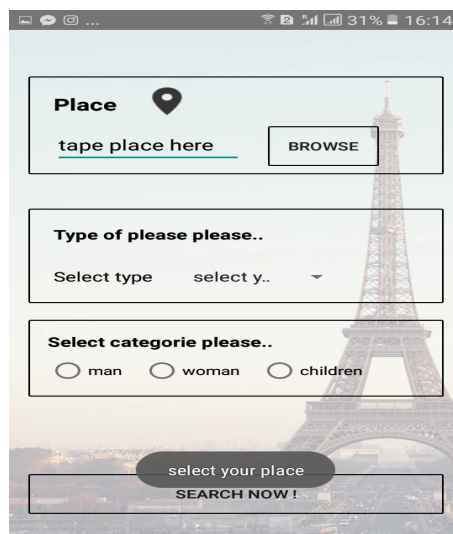 ... 2 31% 16:14
Place
tape place here BROWSE
Type of please please..
Select type select y..
Select categorie please..
man woman children
select your place
SEARCH NOW !